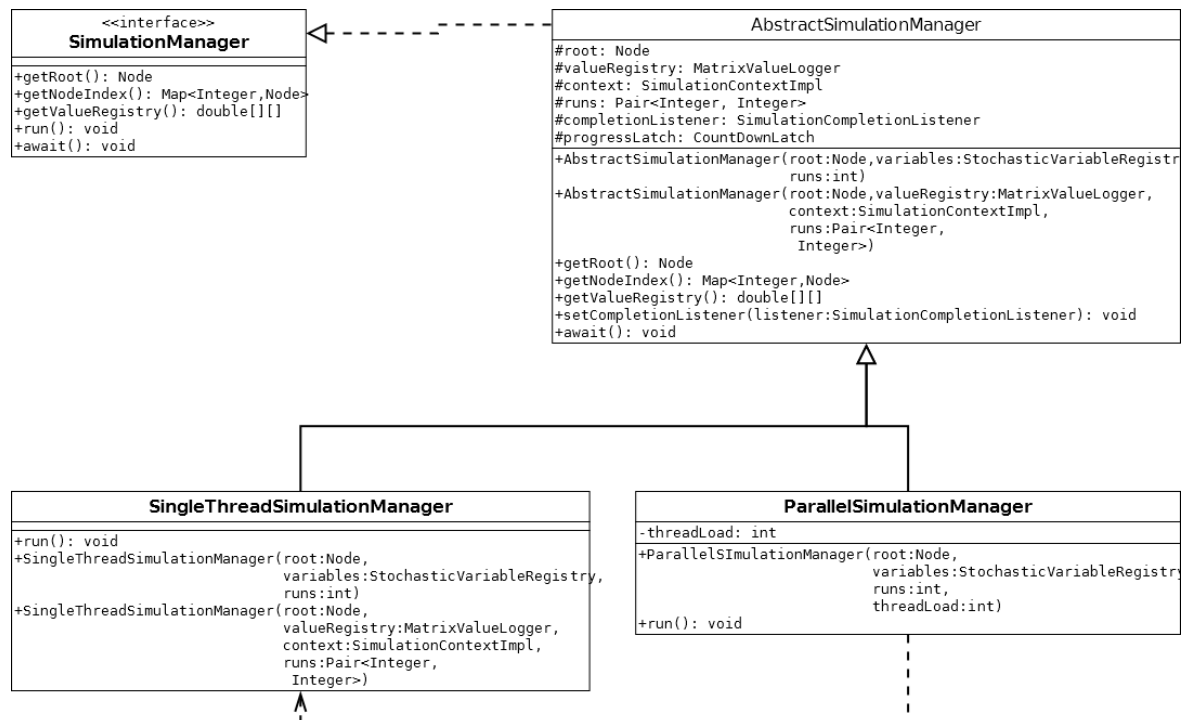 <<interface>>
SimulationManager
+getRoot(): Node
+getNodeIndex(): Map<Integer,Node>
+getValueRegistry(): double[][]
+run(): void
+await(): void
AbstractSimulationManager
#root: Node
#valueRegistry: MatrixValueLogger
#context: SimulationContextImpl
#runs: Pair<Integer, Integer>
#completionListener: SimulationCompletionListener
#progressLatch: CountDownLatch
+AbstractSimulationManager(root:Node,variables:StochasticVariableRegistr
runs:int)
+AbstractSimulationManager(root:Node,valueRegistry:MatrixValueLogger,
context:SimulationContextImpl,
runs:Pair<Integer,
Integer>)
+getRoot(): Node
+getNodeIndex(): Map<Integer,Node>
+getValueRegistry(): double[][]
+setCompletionListener(listener:SimulationCompletionListener): void
+await(): void
SingleThreadSimulationManager
+run(): void
+SingleThreadSimulationManager(root:Node,
variables:StochasticVariableRegistry,
runs:int)
+SingleThreadSimulationManager(root:Node,
valueRegistry:MatrixValueLogger,
context:SimulationContextImpl,
runs:Pair<Integer,
Integer>)
ParallelSimulationManager
-threadLoad: int
+ParallelSImulationManager(root:Node,
variables:StochasticVariableRegistry
runs:int,
threadLoad:int)
+run(): void